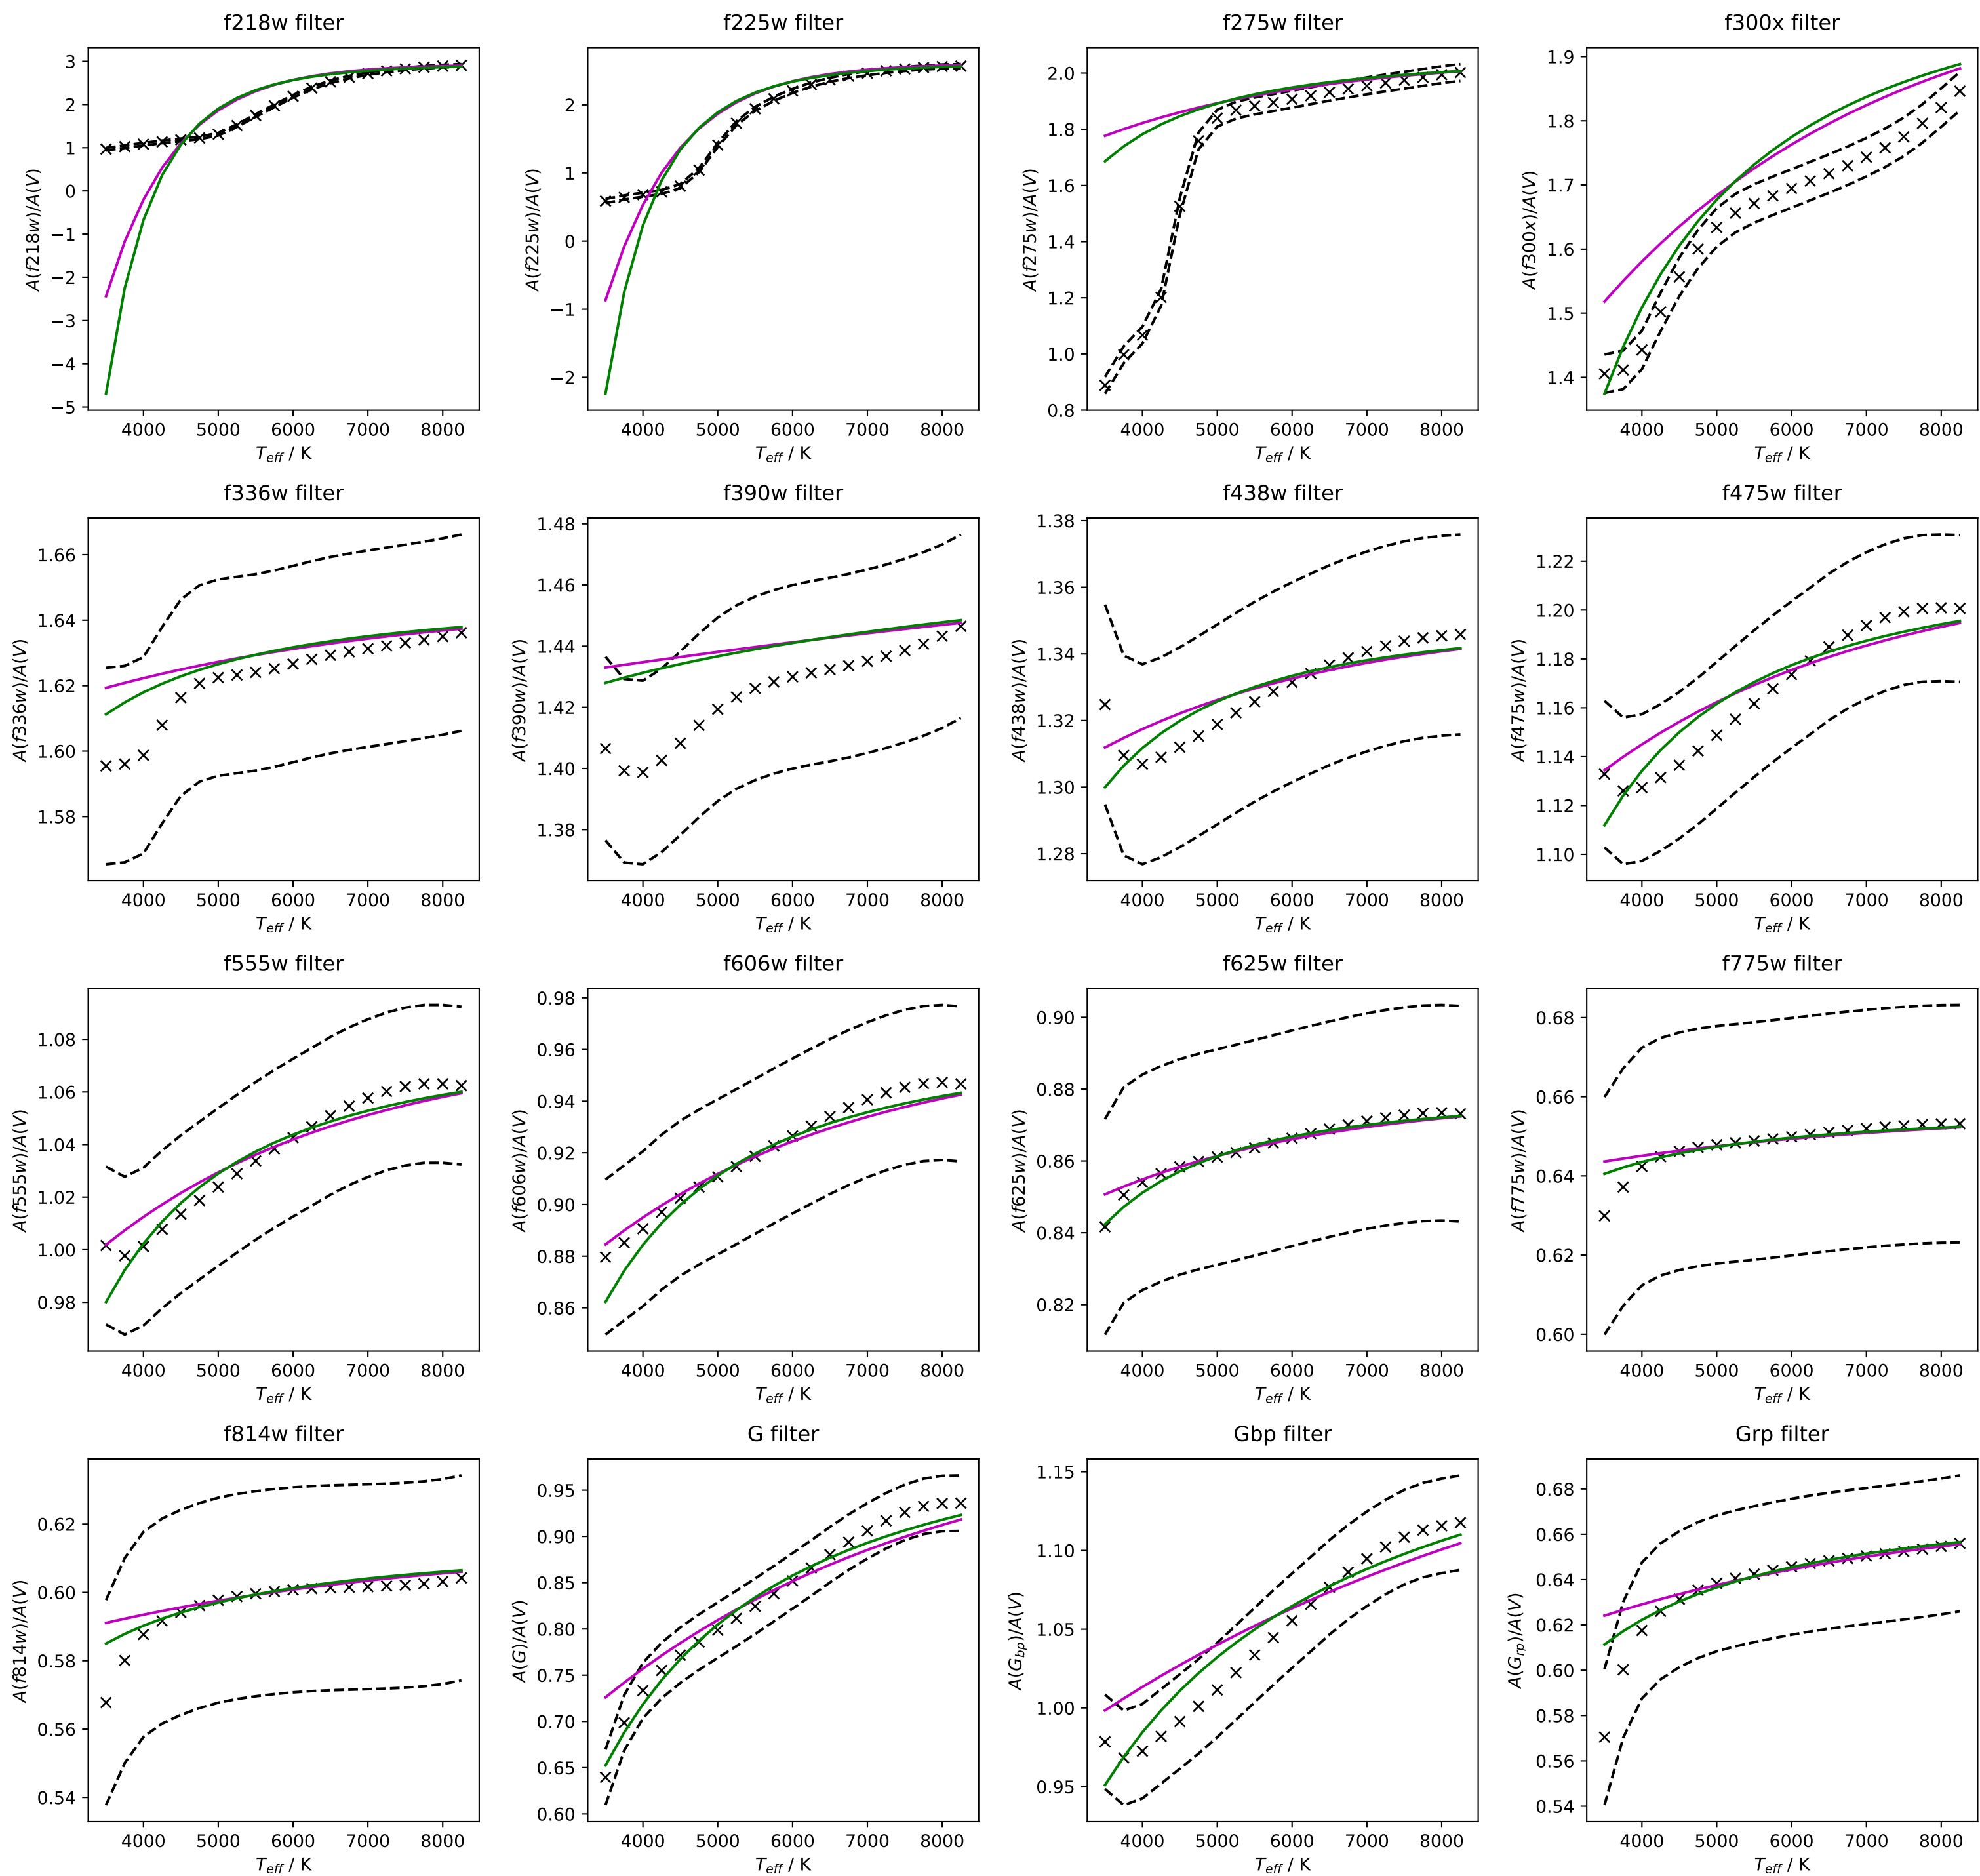 f218w filter
f225w filter
f275w filter
f300x filter
3
2
1
0
−1
−2
−3
−4
−5
A(f218w)/A(V)
4000 5000 6000 7000 8000
T_eff / K
2
1
0
−1
−2
A(f225w)/A(V)
4000 5000 6000 7000 8000
T_eff / K
2.0
1.8
1.6
1.4
1.2
1.0
0.8
A(f275w)/A(V)
4000 5000 6000 7000 8000
T_eff / K
1.9
1.8
1.7
1.6
1.5
1.4
A(f300x)/A(V)
4000 5000 6000 7000 8000
T_eff / K
f336w filter
f390w filter
f438w filter
f475w filter
1.66
1.64
1.62
1.60
1.58
A(f336w)/A(V)
4000 5000 6000 7000 8000
T_eff / K
1.48
1.46
1.44
1.42
1.40
1.38
A(f390w)/A(V)
4000 5000 6000 7000 8000
T_eff / K
1.38
1.36
1.34
1.32
1.30
1.28
A(f438w)/A(V)
4000 5000 6000 7000 8000
T_eff / K
1.22
1.20
1.18
1.16
1.14
1.12
1.10
A(f475w)/A(V)
4000 5000 6000 7000 8000
T_eff / K
f555w filter
f606w filter
f625w filter
f775w filter
1.08
1.06
1.04
1.02
1.00
0.98
A(f555w)/A(V)
4000 5000 6000 7000 8000
T_eff / K
0.98
0.96
0.94
0.92
0.90
0.88
0.86
A(f606w)/A(V)
4000 5000 6000 7000 8000
T_eff / K
0.90
0.88
0.86
0.84
0.82
A(f625w)/A(V)
4000 5000 6000 7000 8000
T_eff / K
0.68
0.66
0.64
0.62
0.60
A(f775w)/A(V)
4000 5000 6000 7000 8000
T_eff / K
f814w filter
G filter
Gbp filter
Grp filter
0.62
0.60
0.58
0.56
0.54
A(f814w)/A(V)
4000 5000 6000 7000 8000
T_eff / K
0.95
0.90
0.85
0.80
0.75
0.70
0.65
0.60
A(G)/A(V)
4000 5000 6000 7000 8000
T_eff / K
1.15
1.10
1.05
1.00
0.95
A(G_bp)/A(V)
4000 5000 6000 7000 8000
T_eff / K
0.68
0.66
0.64
0.62
0.60
0.58
0.56
0.54
A(G_rp)/A(V)
4000 5000 6000 7000 8000
T_eff / K